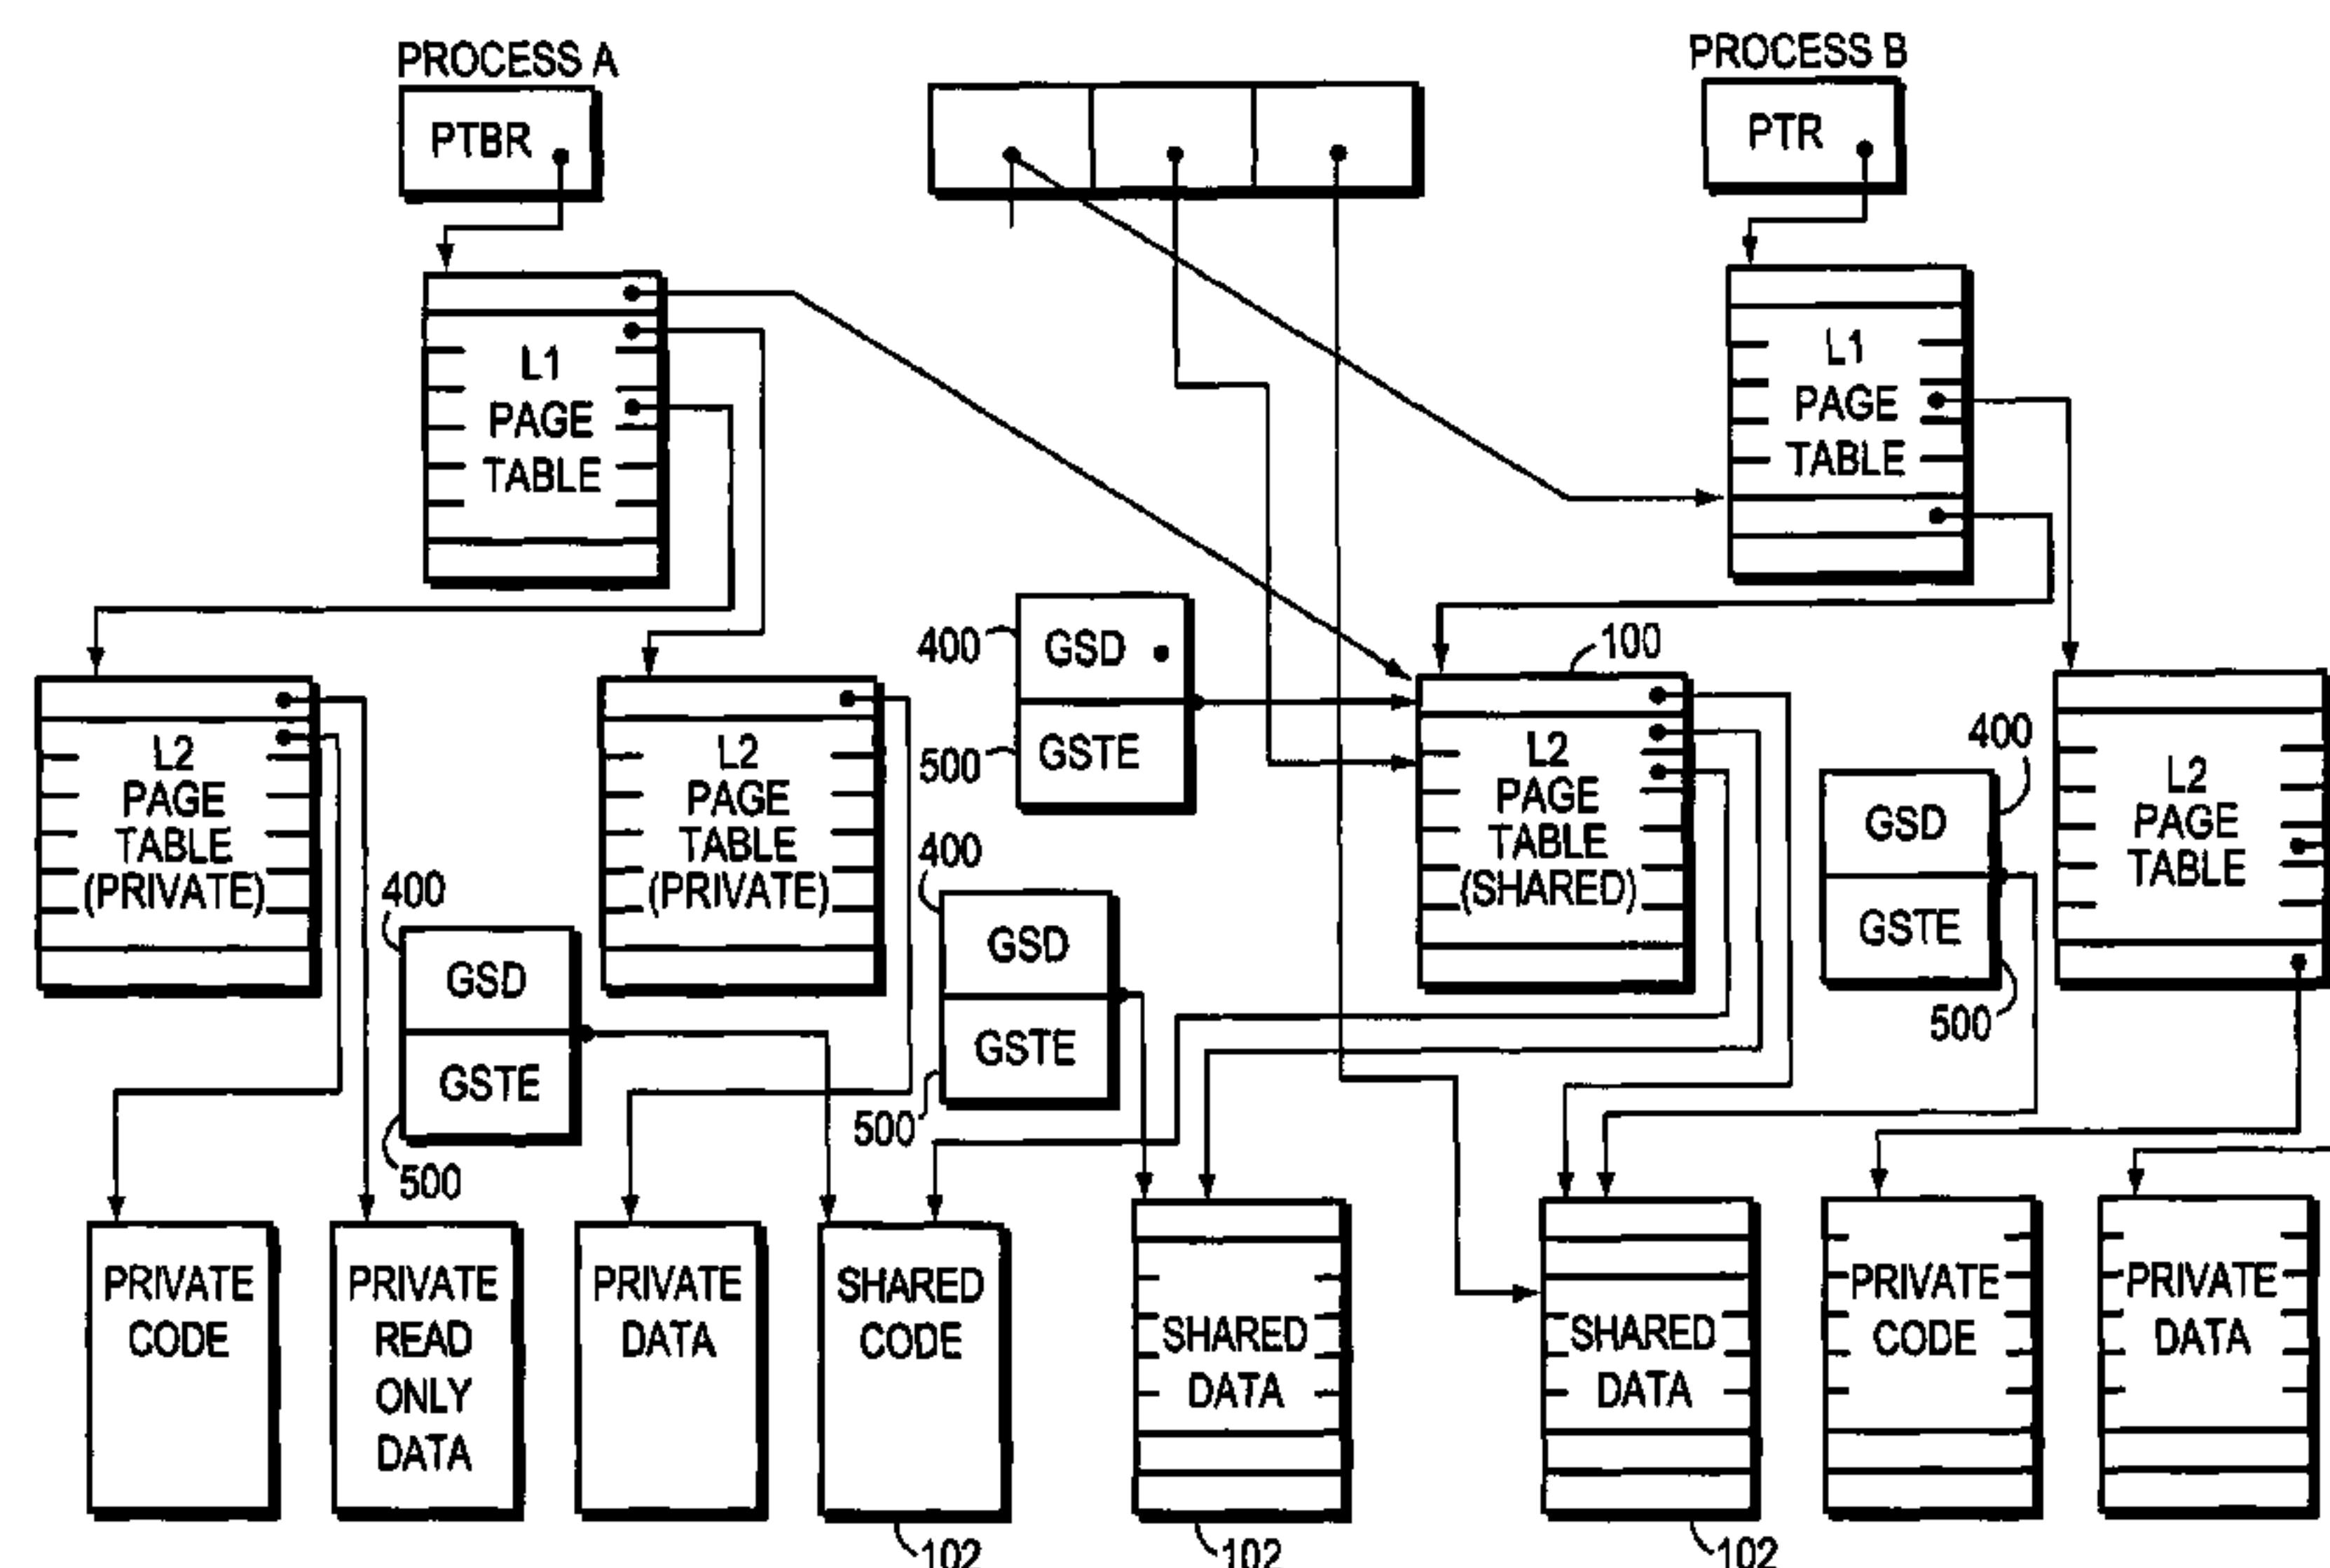 PROCESS A
PTBR
PROCESS B
PTR
L1
PAGE
TABLE
L1
PAGE
TABLE
400
GSD
500
GSTE
100
L2
PAGE
TABLE
(PRIVATE)
L2
PAGE
TABLE
(PRIVATE)
L2
PAGE
TABLE
(SHARED)
400
GSD
GSTE
500
L2
PAGE
TABLE
400
GSD
GSTE
500
400
GSD
GSTE
500
PRIVATE
CODE
PRIVATE
READ
ONLY
DATA
PRIVATE
DATA
SHARED
CODE
SHARED
DATA
SHARED
DATA
PRIVATE
CODE
PRIVATE
DATA
102
102
102